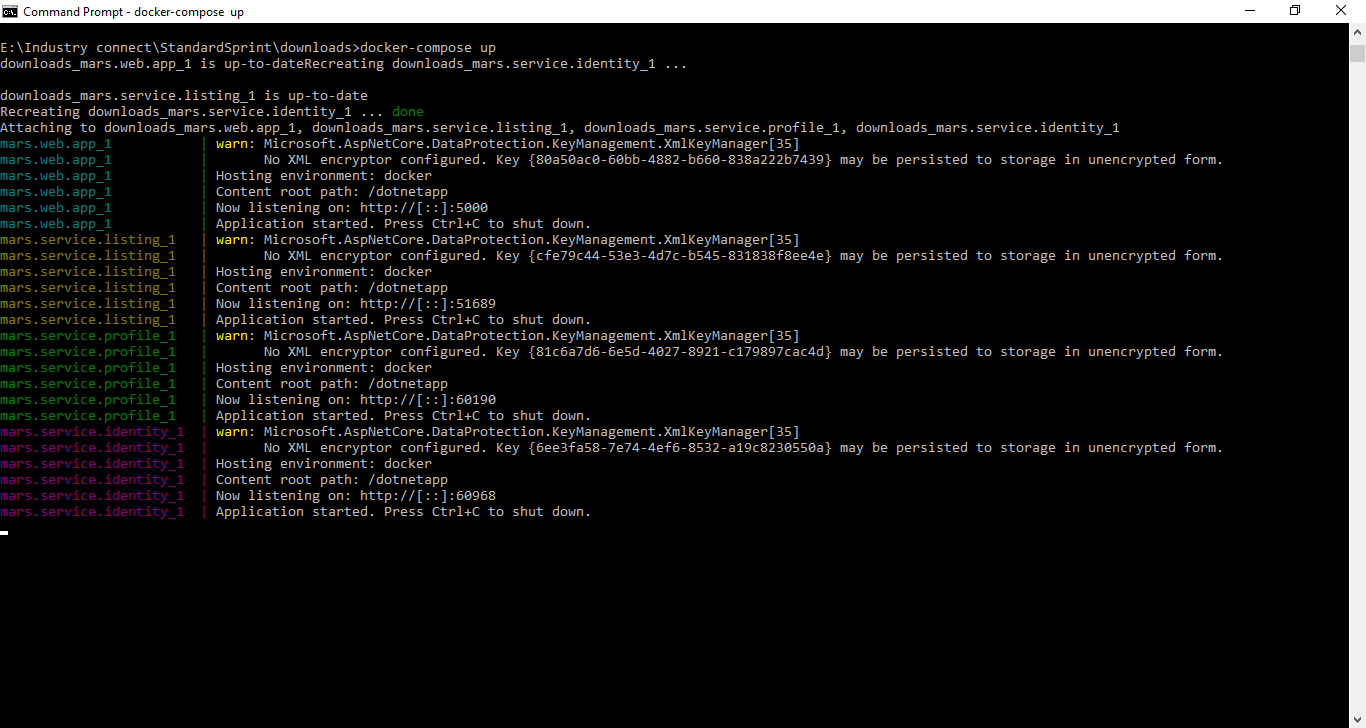 Command Prompt - docker-compose up
E:\Industry connect\StandardSprint\downloads>docker-compose up
downloads_mars.web.app_1 is up-to-dateRecreating downloads_mars.service.identity_1 ...
downloads_mars.service.listing_1 is up-to-date
Recreating downloads_mars.service.identity_1 ... done
Attaching to downloads_mars.web.app_1, downloads_mars.service.listing_1, downloads_mars.service.profile_1, downloads_mars.service.identity_1
mars.web.app_1 | warn: Microsoft.AspNetCore.DataProtection.KeyManagement.XmlKeyManager[35]
mars.web.app_1 | No XML encryptor configured. Key {80a50ac0-60bb-4882-b660-838a222b7439} may be persisted to storage in unencrypted form.
mars.web.app_1 | Hosting environment: docker
mars.web.app_1 | Content root path: /dotnetapp
mars.web.app_1 | Now listening on: http://[::]:5000
mars.web.app_1 | Application started. Press Ctrl+C to shut down.
mars.service.listing_1 | warn: Microsoft.AspNetCore.DataProtection.KeyManagement.XmlKeyManager[35]
mars.service.listing_1 | No XML encryptor configured. Key {cfe79c44-53e3-4d7c-b545-831838f8ee4e} may be persisted to storage in unencrypted form.
mars.service.listing_1 | Hosting environment: docker
mars.service.listing_1 | Content root path: /dotnetapp
mars.service.listing_1 | Now listening on: http://[::]:51689
mars.service.listing_1 | Application started. Press Ctrl+C to shut down.
mars.service.profile_1 | warn: Microsoft.AspNetCore.DataProtection.KeyManagement.XmlKeyManager[35]
mars.service.profile_1 | No XML encryptor configured. Key {81c6a7d6-6e5d-4027-8921-c179897cac4d} may be persisted to storage in unencrypted form.
mars.service.profile_1 | Hosting environment: docker
mars.service.profile_1 | Content root path: /dotnetapp
mars.service.profile_1 | Now listening on: http://[::]:60190
mars.service.profile_1 | Application started. Press Ctrl+C to shut down.
mars.service.identity_1 | warn: Microsoft.AspNetCore.DataProtection.KeyManagement.XmlKeyManager[35]
mars.service.identity_1 | No XML encryptor configured. Key {6ee3fa58-7e74-4ef6-8532-a19c8230550a} may be persisted to storage in unencrypted form.
mars.service.identity_1 | Hosting environment: docker
mars.service.identity_1 | Content root path: /dotnetapp
mars.service.identity_1 | Now listening on: http://[::]:60968
mars.service.identity_1 | Application started. Press Ctrl+C to shut down.